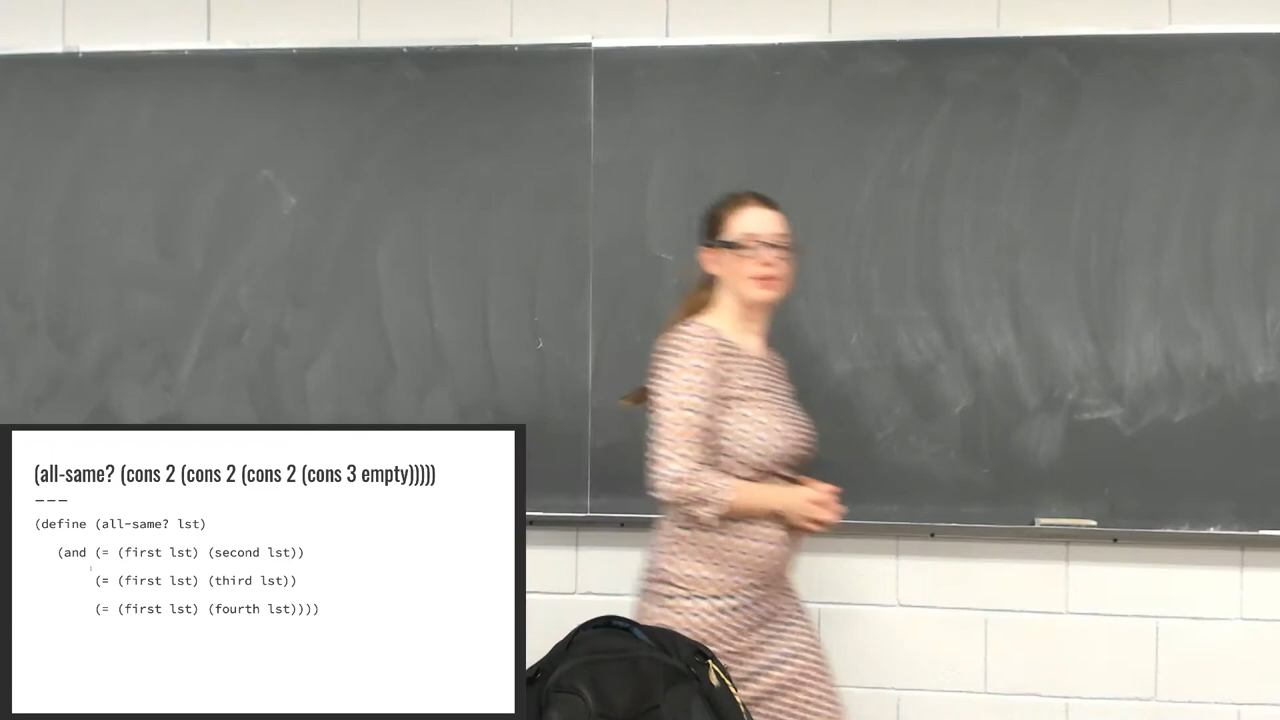 (all-same? (cons 2 (cons 2 (cons 2 (cons 3 empty)))))
(define (all-same? lst)
(and (= (first lst) (second lst))
(= (first lst) (third lst))
(= (first lst) (fourth lst))))